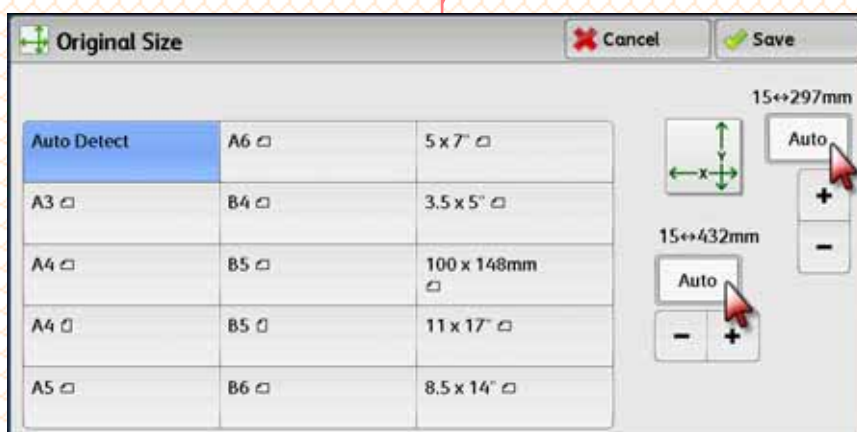 Original Size
Cancel
Save
15↔297mm
Auto Detect
A6
5 x 7"
Auto
Y
X
+
A3
B4
3.5 x 5"
15↔432mm
−
A4
B5
100 x 148mm
Auto
A4
B5
11 x 17"
− +
A5
B6
8.5 x 14"